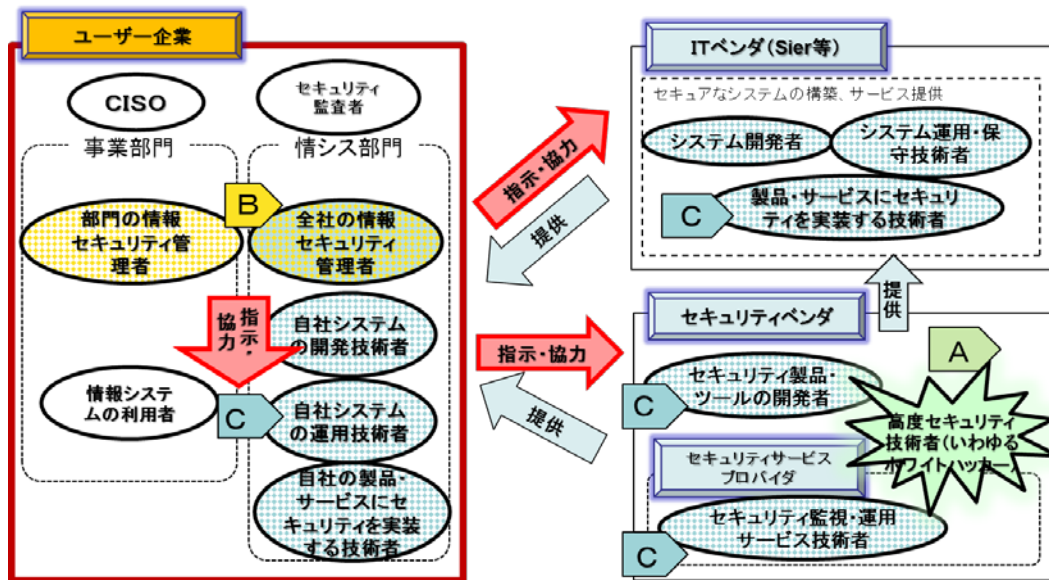 ユーザー企業
CISO
セキュリティ
監査者
事業部門
情シス部門
B
部門の情報
セキュリティ管
理者
全社の情報
セキュリティ
管理者
指示・
協力
自社システム
の開発技術者
情報シス
テムの利用者
C
自社システム
の運用技術者
自社の製品・
サービスにセ
キュリティを実装
する技術者
指示・協力
提供
指示・協力
提供
ITベンダ(Sier等)
セキュアなシステムの構築、サービス提供
システム開発者
システム運用・保
守技術者
C
製品・サービスにセキュリ
ティを実装する技術者
提供
セキュリティベンダ
A
セキュリティ製品・
ツールの開発者
C
高度セキュリティ
技術者(いわゆる
ホワイトハッカー)
セキュリティサービス
プロバイダ
セキュリティ監視・運用
サービス技術者
C